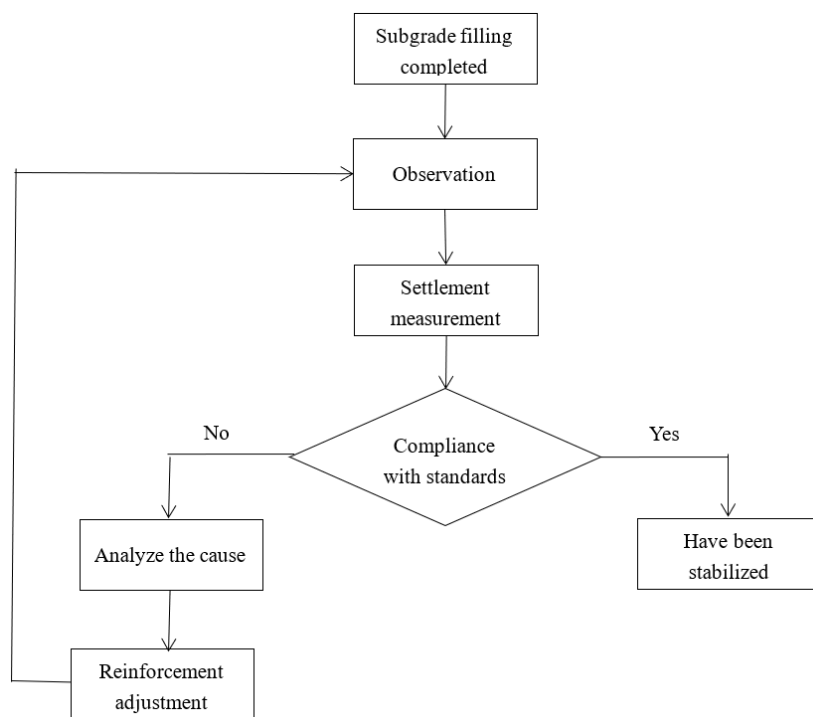 Subgrade filling
completed
Observation
Settlement
measurement
Compliance
with standards
No
Yes
Analyze the cause
Have been
stabilized
Reinforcement
adjustment